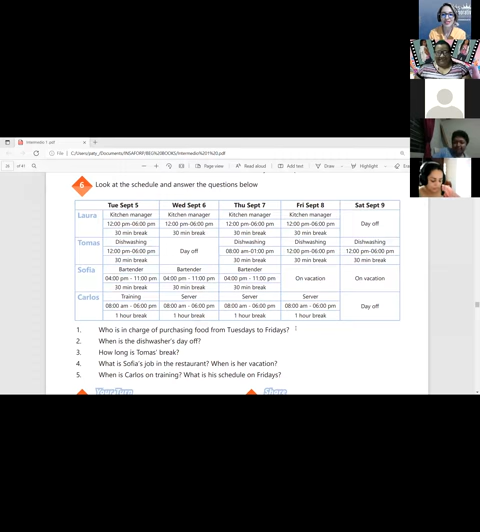 Intermedio 1 .pdf
File
C:/Users/paty_/Documents/INSAFORP/BEO BOOKS/Intermedio%201%20.pdf
of 41
Page view
Read aloud
Add text
Draw
Highlight
Erase
6 Look at the schedule and answer the questions below
Tue Sept 5 Wed Sept 6 Thu Sept 7 Fri Sept 8 Sat Sept 9
Laura Kitchen manager Kitchen manager Kitchen manager Kitchen manager Day off
12:00 pm-06:00 pm 12:00 pm-06:00 pm 12:00 pm-06:00 pm 12:00 pm-06:00 pm
30 min break 30 min break 30 min break 30 min break
Tomas Dishwashing Day off Dishwashing Dishwashing Dishwashing
12:00 pm-06:00 pm 08:00 am-01:00 pm 12:00 pm-06:00 pm 12:00 pm-06:00 pm
30 min break 30 min break 30 min break 30 min break
Sofia Bartender Bartender Bartender On vacation On vacation
04:00 pm - 11:00 pm 04:00 pm - 11:00 pm 04:00 pm - 11:00 pm
30 min break 30 min break 30 min break
Carlos Training Server Server Server Day off
08:00 am - 06:00 pm 08:00 am - 06:00 pm 08:00 am - 06:00 pm 08:00 am - 06:00 pm
1 hour break 1 hour break 1 hour break 1 hour break
1. Who is in charge of purchasing food from Tuesdays to Fridays?
2. When is the dishwasher's day off?
3. How long is Tomas' break?
4. What is Sofia's job in the restaurant? When is her vacation?
5. When is Carlos on training? What is his schedule on Fridays?
Your Turn
Share